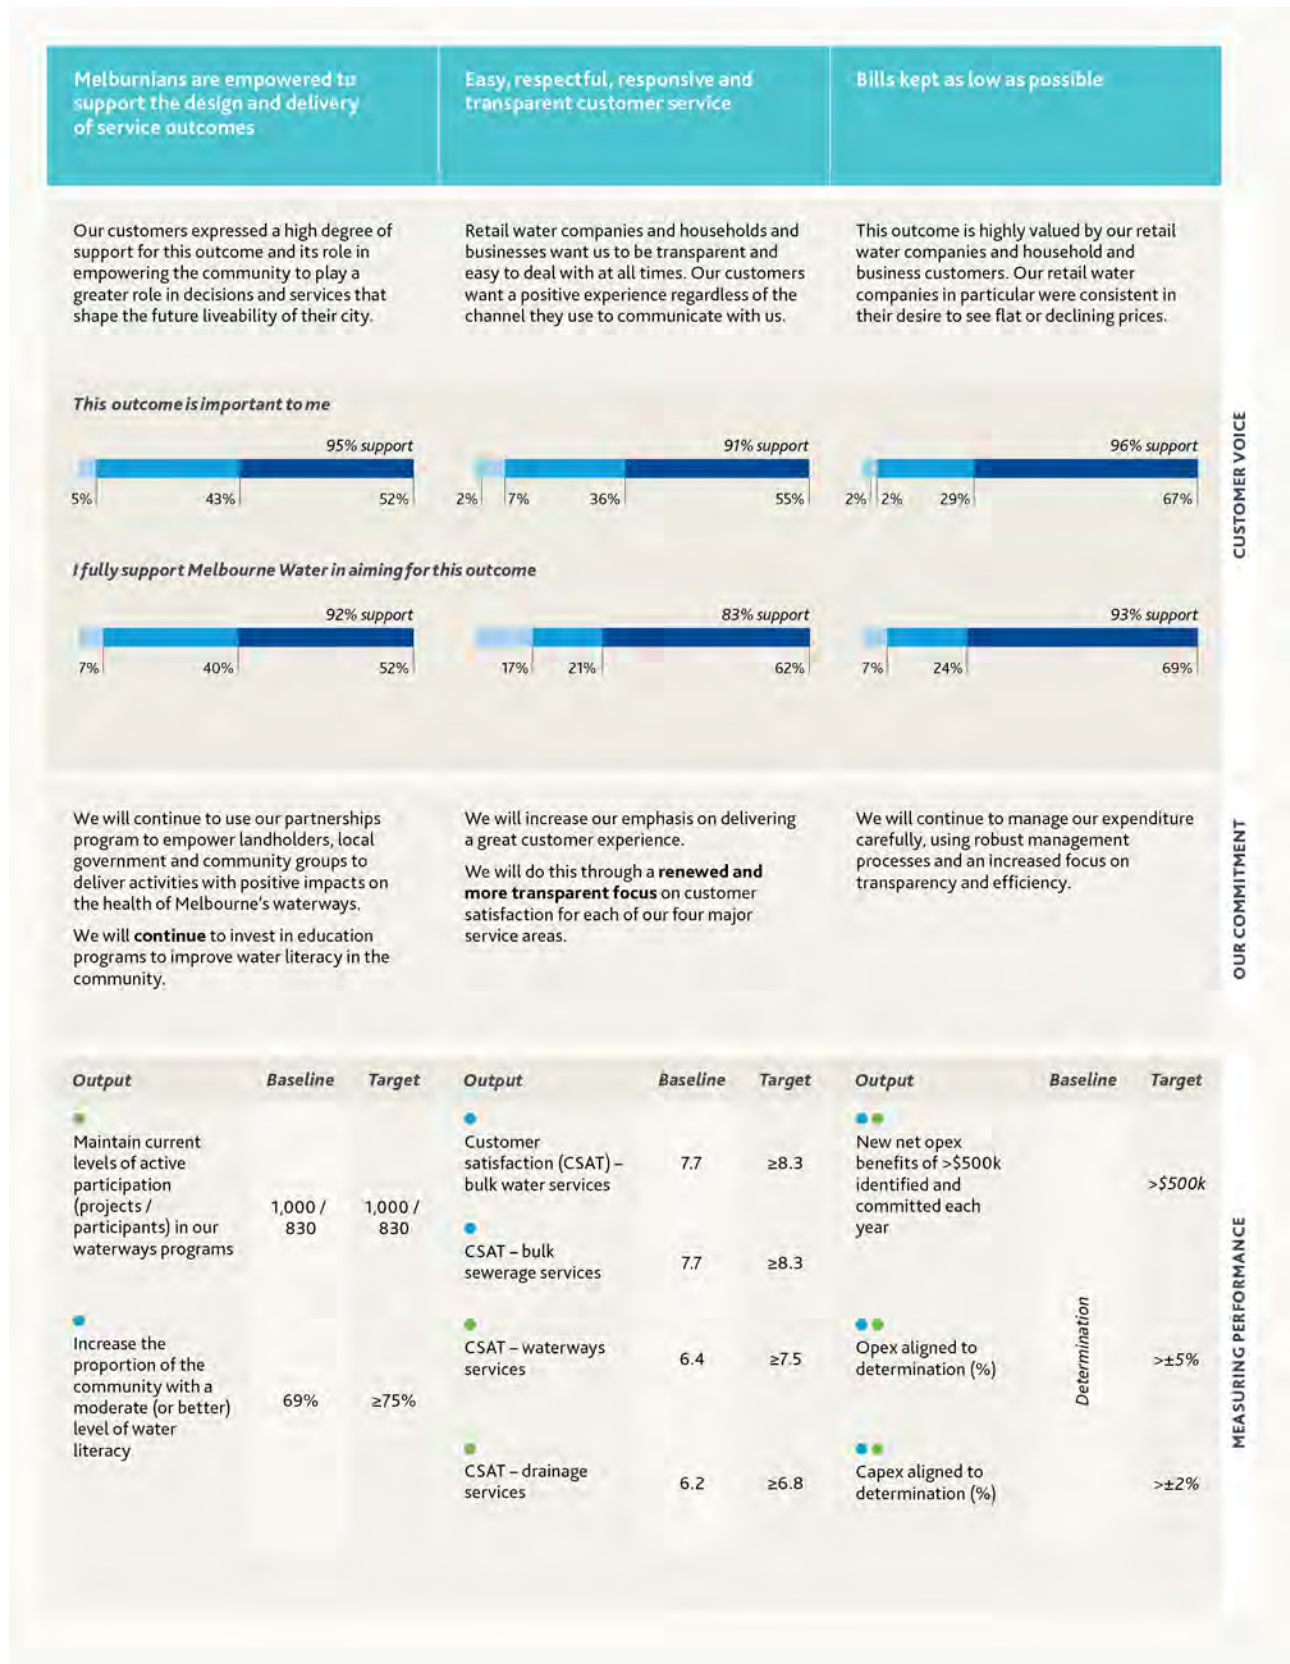 Melburnians are empowered to
support the design and delivery
of service outcomes
Easy, respectful, responsive and
transparent customer service
Bills kept as low as possible
Our customers expressed a high degree of
support for this outcome and its role in
empowering the community to play a
greater role in decisions and services that
shape the future liveability of their city.
Retail water companies and households and
businesses want us to be transparent and
easy to deal with at all times. Our customers
want a positive experience regardless of the
channel they use to communicate with us.
This outcome is highly valued by our retail
water companies and household and
business customers. Our retail water
companies in particular were consistent in
their desire to see flat or declining prices.
This outcome is important to me
95% support
5% 43% 52%
91% support
2% 7% 36% 55%
96% support
2% 2% 29% 67%
I fully support Melbourne Water in aiming for this outcome
92% support
7% 40% 52%
83% support
17% 21% 62%
93% support
7% 24% 69%
CUSTOMER VOICE
We will continue to use our partnerships
program to empower landholders, local
government and community groups to
deliver activities with positive impacts on
the health of Melbourne's waterways.
We will continue to invest in education
programs to improve water literacy in the
community.
We will increase our emphasis on delivering
a great customer experience.
We will do this through a renewed and
more transparent focus on customer
satisfaction for each of our four major
service areas.
We will continue to manage our expenditure
carefully, using robust management
processes and an increased focus on
transparency and efficiency.
OUR COMMITMENT
Output Baseline Target
Maintain current
levels of active
participation
(projects /
participants) in our
waterways programs
1,000 /
830
1,000 /
830
Increase the
proportion of the
community with a
moderate (or better)
level of water
literacy
69% ≥75%
Output Baseline Target
Customer
satisfaction (CSAT) –
bulk water services
7.7 ≥8.3
CSAT – bulk
sewerage services
7.7 ≥8.3
CSAT – waterways
services
6.4 ≥7.5
CSAT – drainage
services
6.2 ≥6.8
Output Baseline Target
New net opex
benefits of >$500k
identified and
committed each
year
>$500k
Determination
Opex aligned to
determination (%)
>±5%
Capex aligned to
determination (%)
>±2%
MEASURING PERFORMANCE